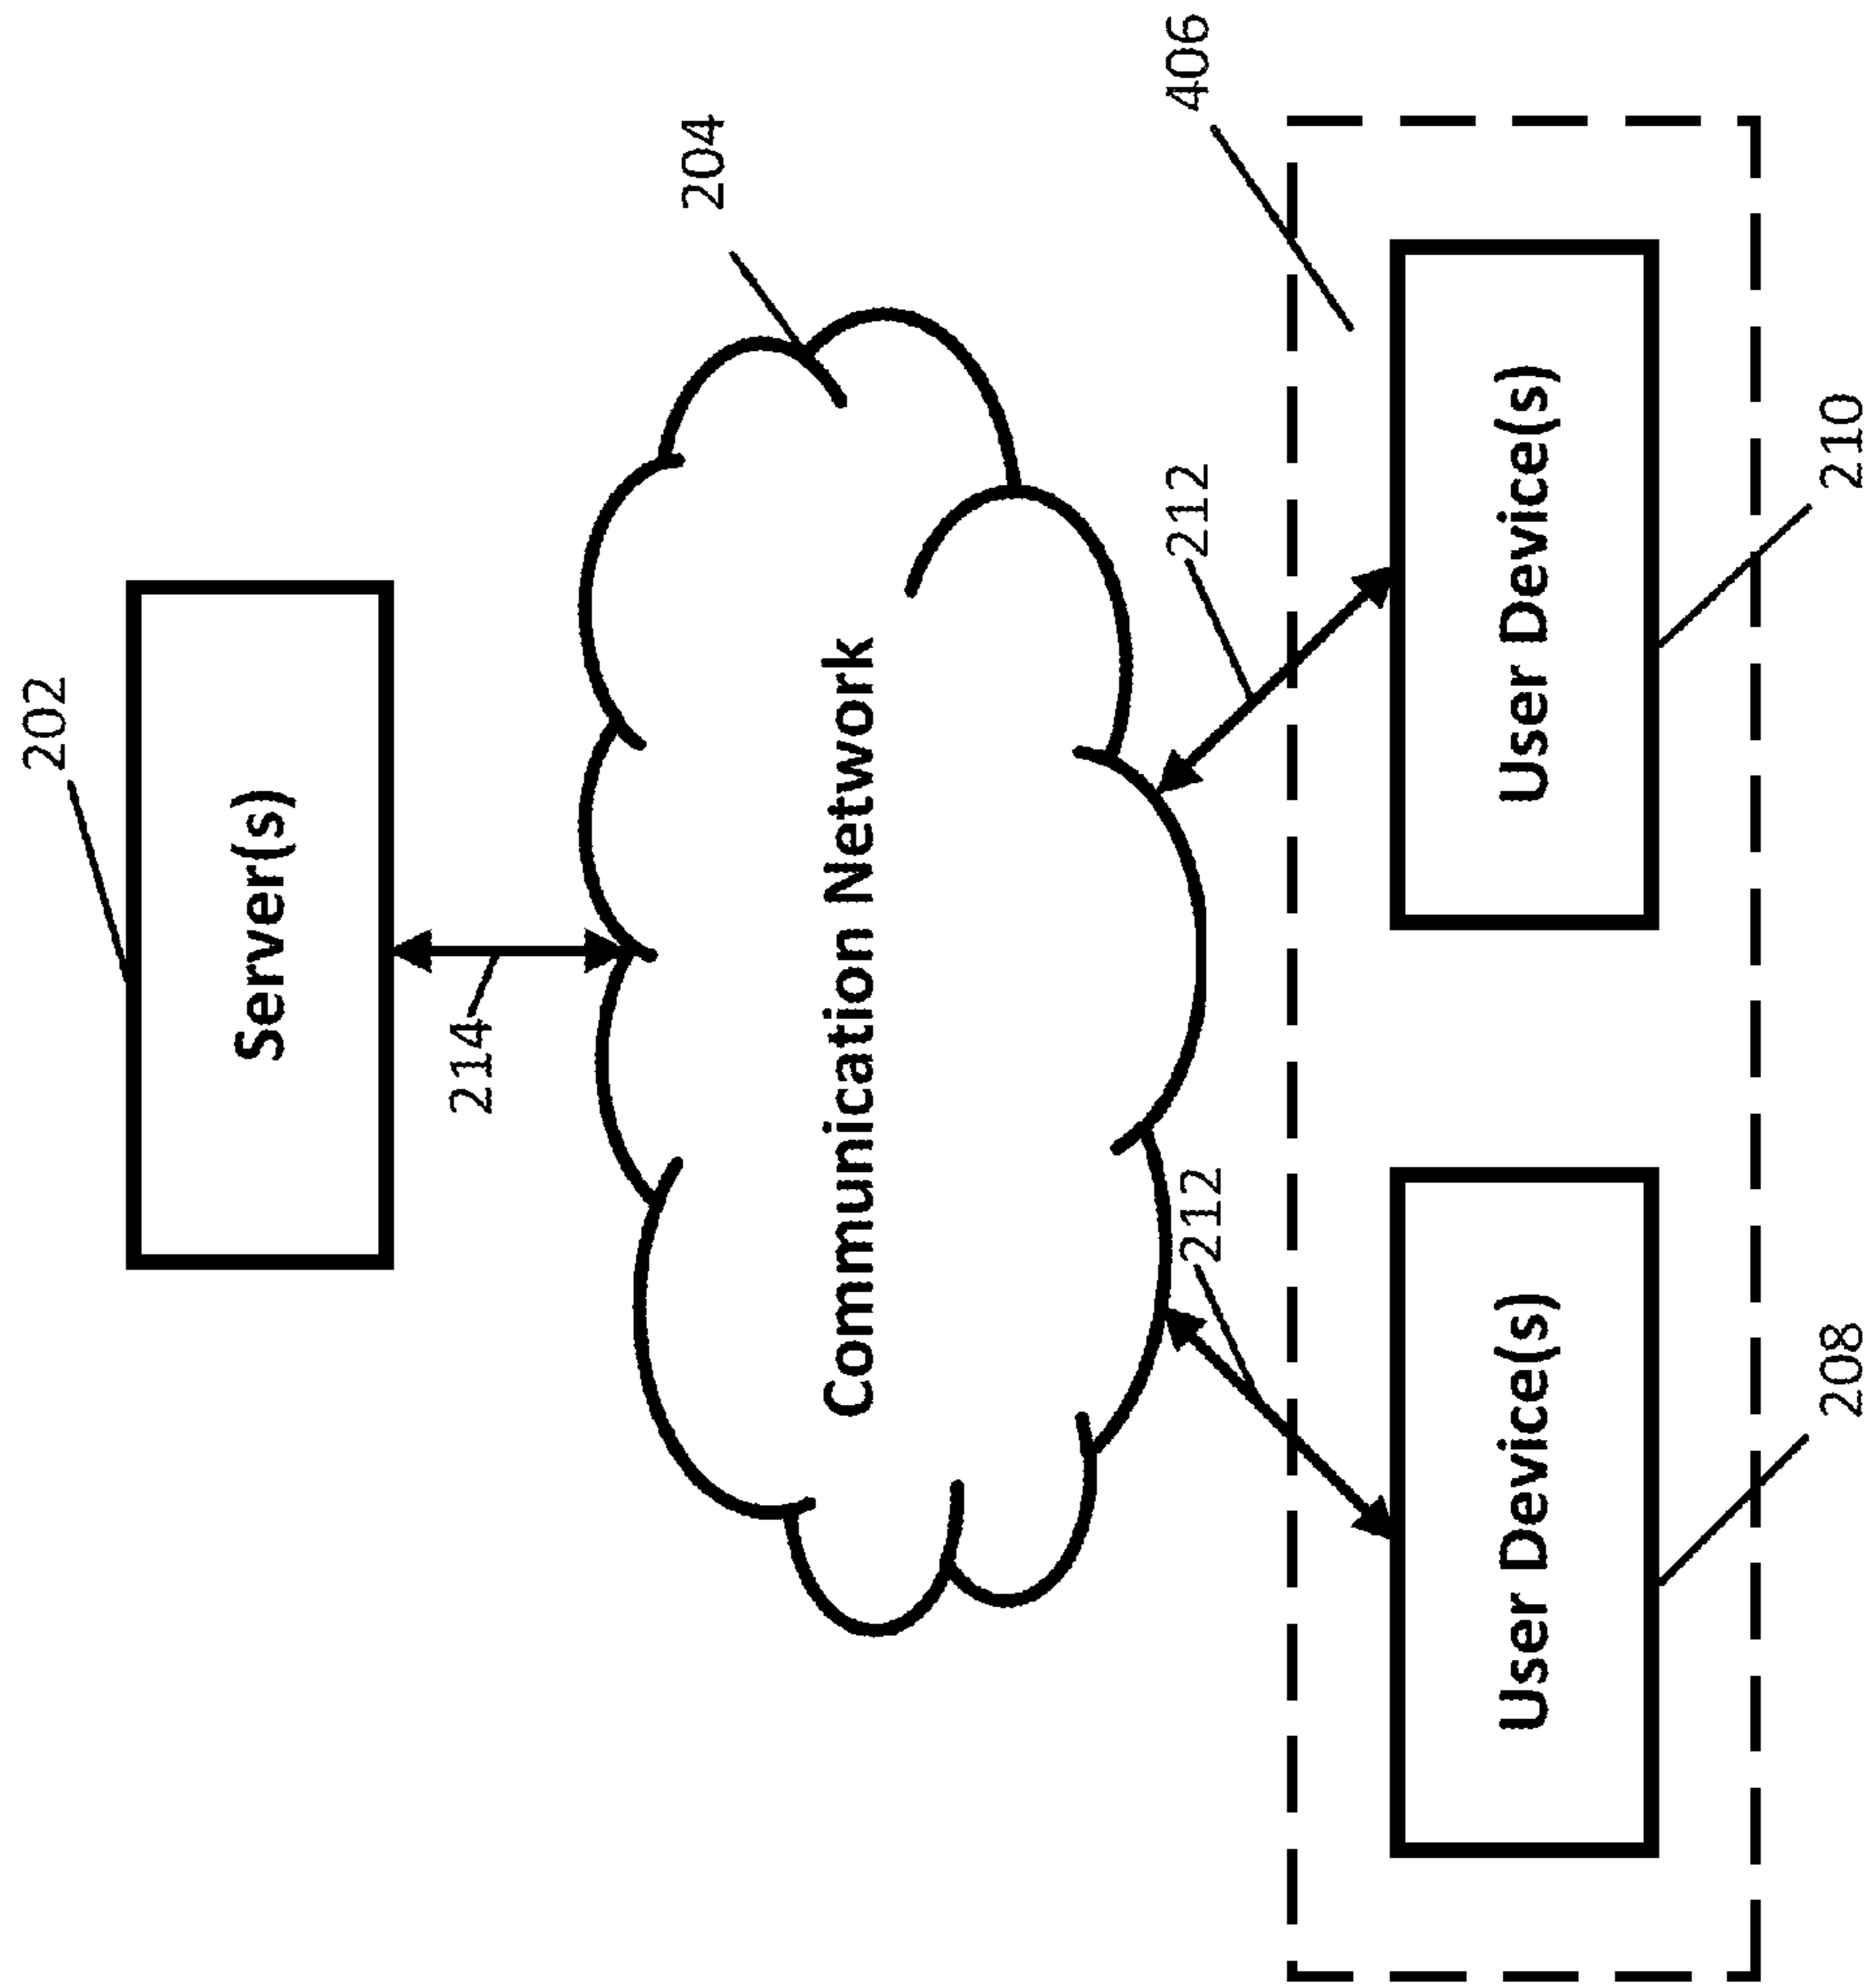 202
Server(s)
214
204
Communication Network
212
212
406
User Device(s)
User Device(s)
208
210